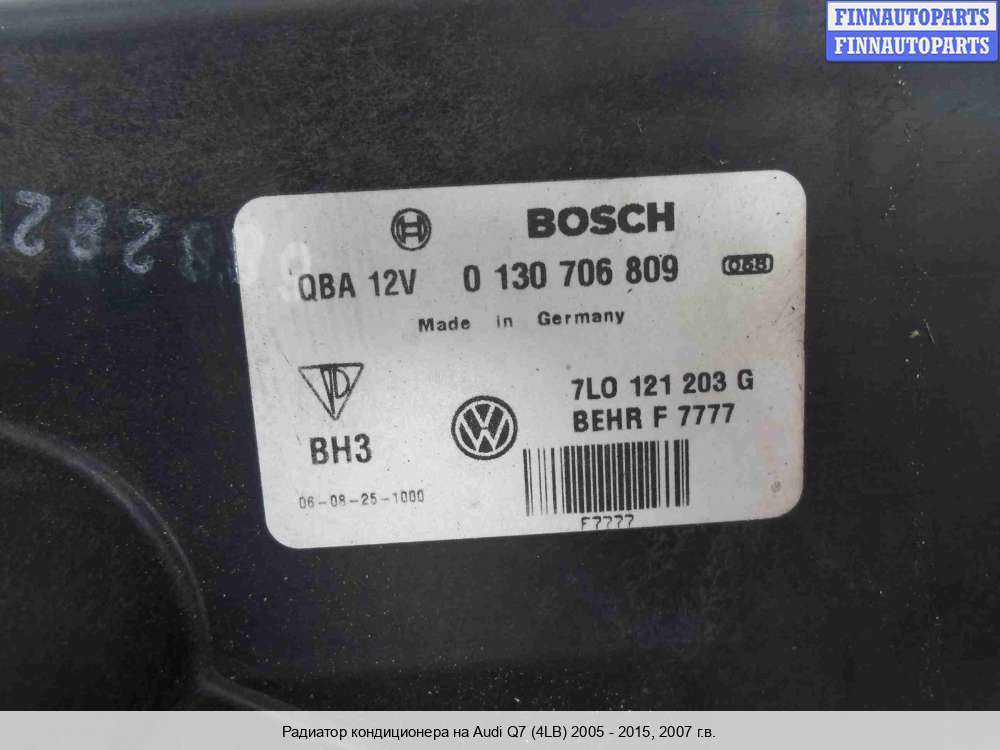 FINNAUTOPARTS
FINNAUTOPARTS
BOSCH
QBA 12V 0 130 706 809
Made in Germany
7L0 121 203 G
BEHR F 7777
BH3
06-08-25-1000
F7777
Радиатор кондиционера на Audi Q7 (4LB) 2005 - 2015, 2007 г.в.